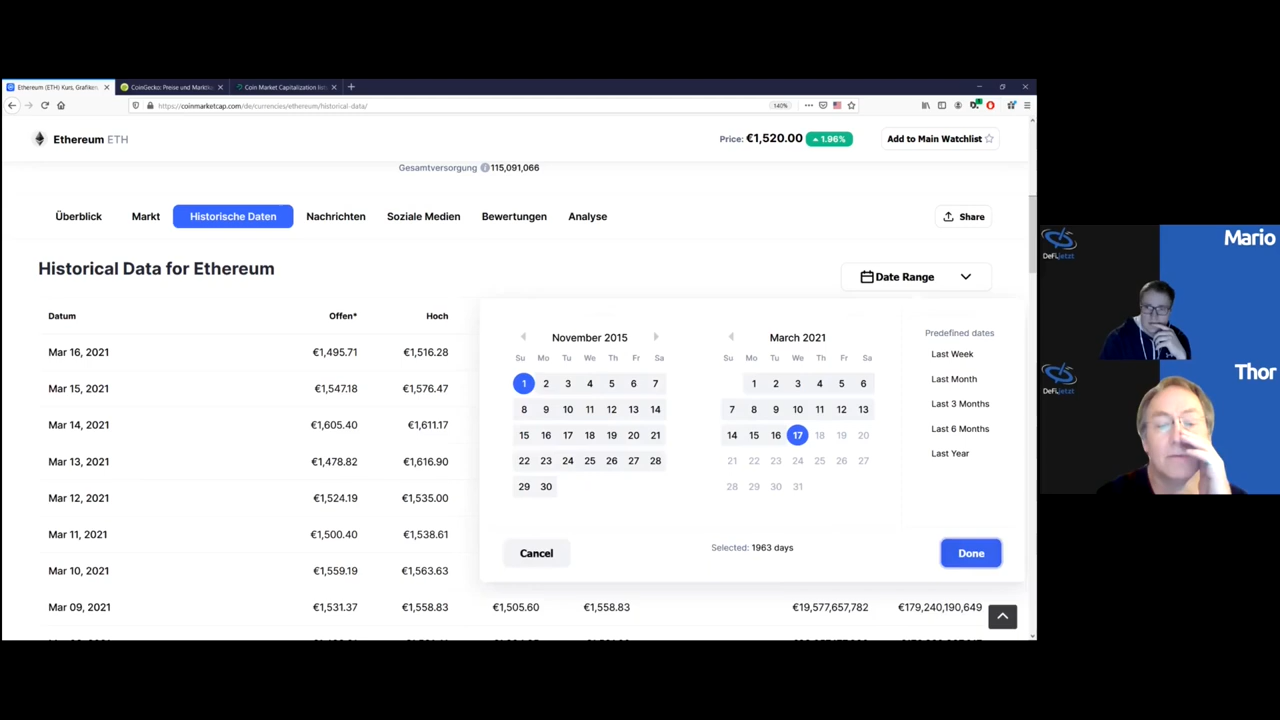 Ethereum (ETH) Kurs, Grafiken,
CoinGecko: Preise und Marktka
Coin Market Capitalization lists
https://coinmarketcap.com/de/currencies/ethereum/historical-data/
140%
Ethereum ETH
Price: €1,520.00 1.96%
Add to Main Watchlist
Gesamtversorgung 115,091,066
Überblick Markt Historische Daten Nachrichten Soziale Medien Bewertungen Analyse
Share
Historical Data for Ethereum
Date Range
Datum Offen* Hoch
Mar 16, 2021 €1,495.71 €1,516.28
Mar 15, 2021 €1,547.18 €1,576.47
Mar 14, 2021 €1,605.40 €1,611.17
Mar 13, 2021 €1,478.82 €1,616.90
Mar 12, 2021 €1,524.19 €1,535.00
Mar 11, 2021 €1,500.40 €1,538.61
Mar 10, 2021 €1,559.19 €1,563.63
Mar 09, 2021 €1,531.37 €1,558.83 €1,505.60 €1,558.83 €19,577,657,782 €179,240,190,649
November 2015
Su Mo Tu We Th Fr Sa
1 2 3 4 5 6 7
8 9 10 11 12 13 14
15 16 17 18 19 20 21
22 23 24 25 26 27 28
29 30
March 2021
Su Mo Tu We Th Fr Sa
1 2 3 4 5 6
7 8 9 10 11 12 13
14 15 16 17 18 19 20
21 22 23 24 25 26 27
28 29 30 31
Predefined dates
Last Week
Last Month
Last 3 Months
Last 6 Months
Last Year
Cancel
Selected: 1963 days
Done
DeFi.jetzt
Mario
DeFi.jetzt
Thor